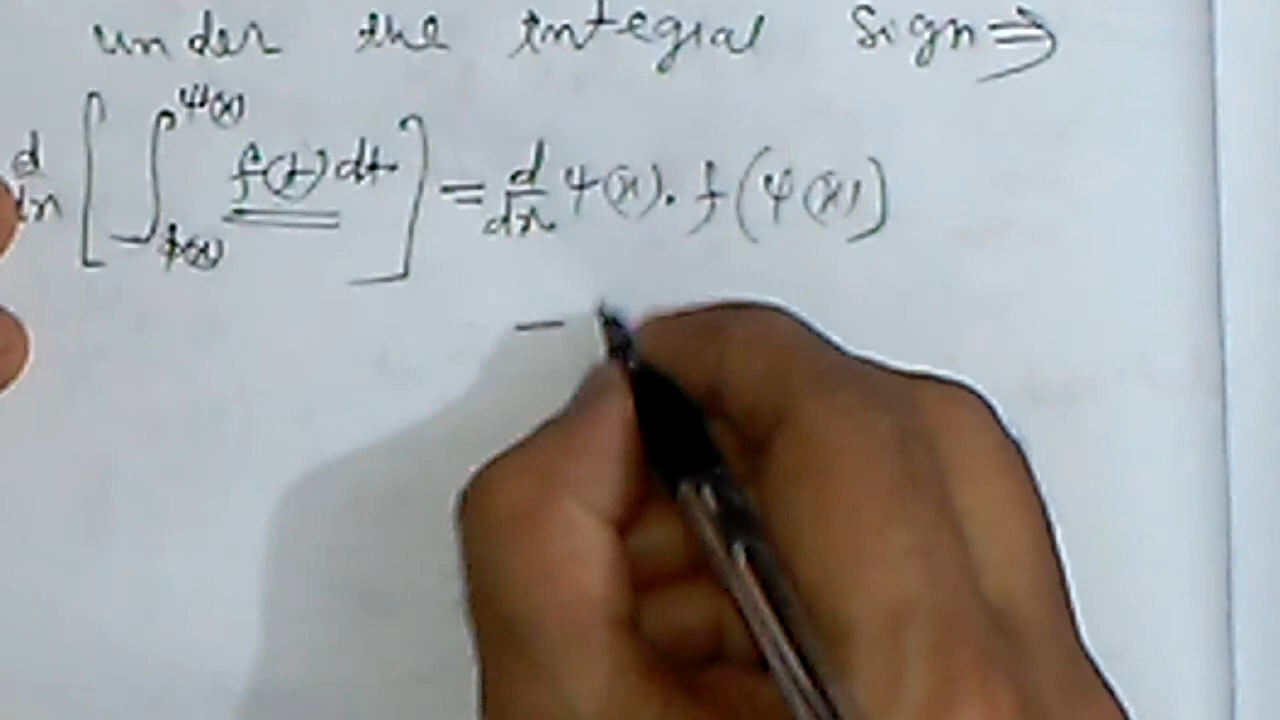 under the integral sign ⇒
d/dx [ ∫_{φ(x)}^{ψ(x)} f(t) dt ] = d/dx ψ(x). f(ψ(x))
—